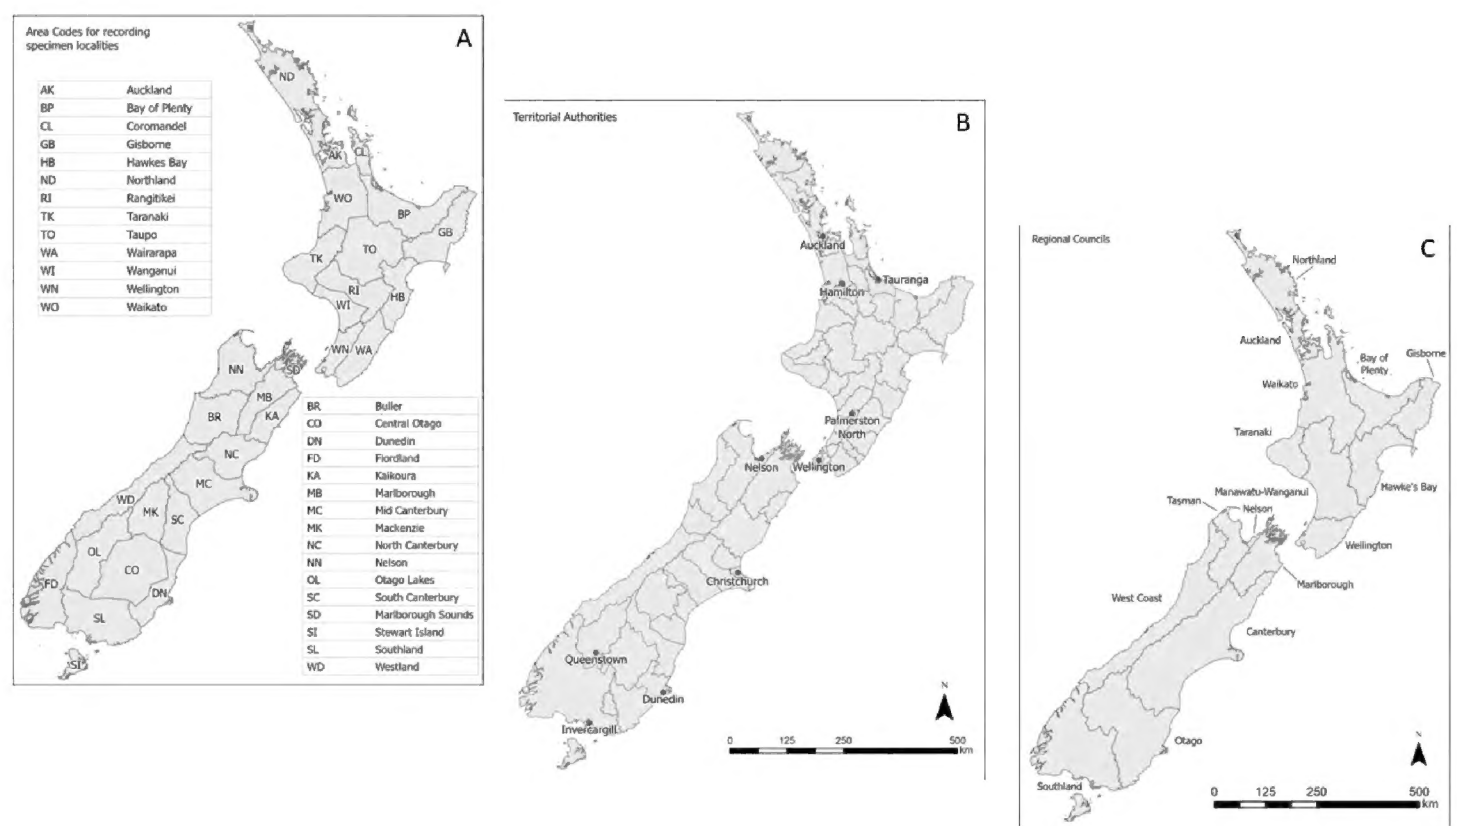 Area Codes for recording
specimen localities
A
AK Auckland
BP Bay of Plenty
CL Coromandel
GB Gisborne
HB Hawkes Bay
ND Northland
RI Rangitikei
TK Taranaki
TO Taupo
WA Wairarapa
WI Wanganui
WN Wellington
WO Waikato
ND
AK
CL
WO
BP
GB
TO
TK
RI
HB
WI
WN
WA
SD
NN
MB
BR
KA
NC
MC
WD
MK
SC
OL
CO
FD
DN
SL
SI
BR Buller
CO Central Otago
DN Dunedin
FD Fiordland
KA Kaikoura
MB Marlborough
MC Mid Canterbury
MK Mackenzie
NC North Canterbury
NN Nelson
OL Otago Lakes
SC South Canterbury
SD Marlborough Sounds
SI Stewart Island
SL Southland
WD Westland
Territorial Authorities
B
Auckland
Tauranga
Hamilton
Palmerston
North
Nelson
Wellington
Christchurch
Queenstown
Dunedin
Invercargill
N
0 125 250 500
km
Regional Councils
C
Northland
Auckland
Bay of
Plenty
Gisborne
Waikato
Taranaki
Hawke's Bay
Manawatu-Wanganui
Tasman
Nelson
Wellington
Marlborough
West Coast
Canterbury
Otago
Southland
N
0 125 250 500
km